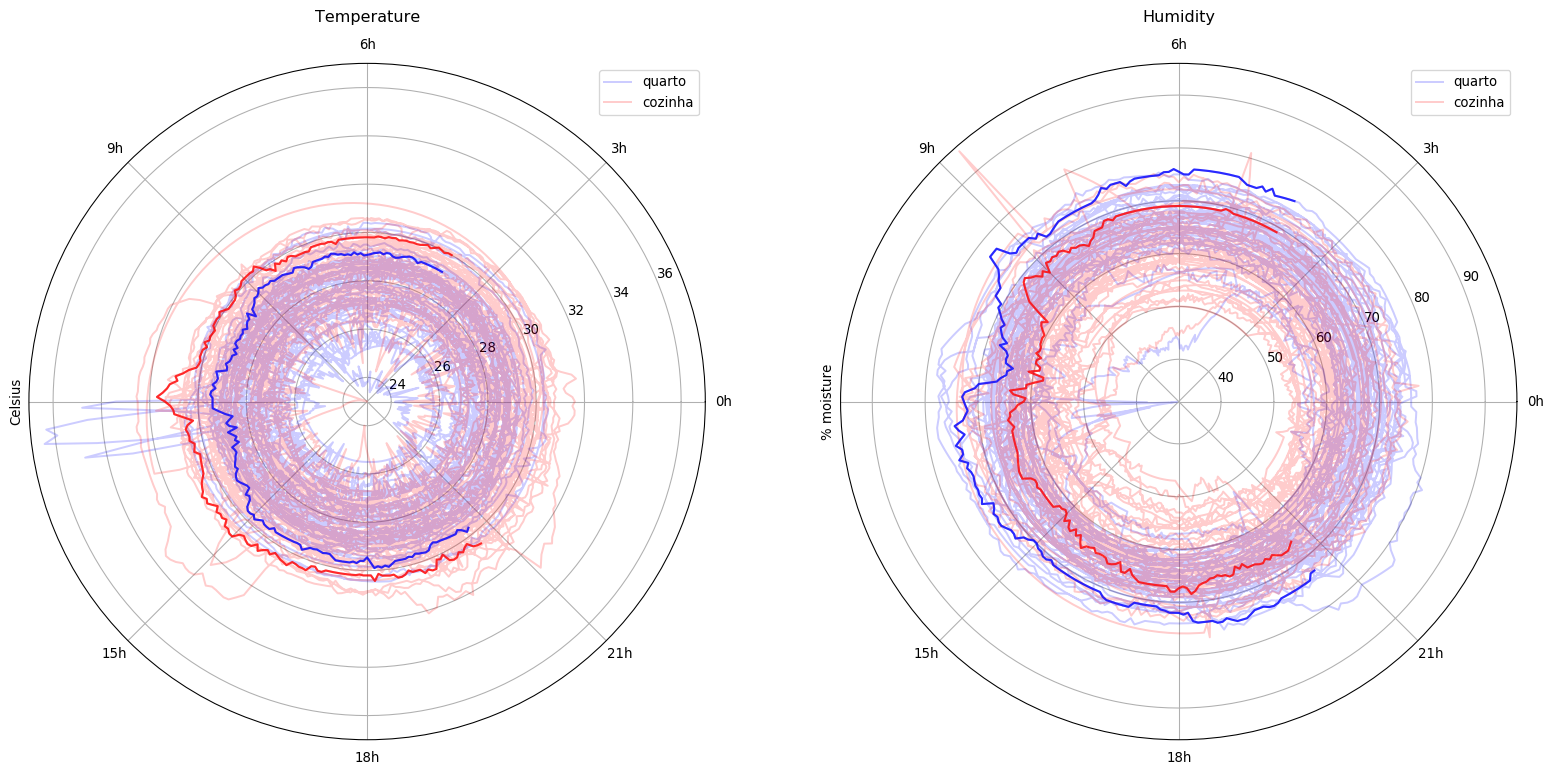 Temperature
6h
quarto
cozinha
9h
3h
36
34
32
30
28
26
24
0h
Celsius
15h
21h
18h
Humidity
6h
quarto
cozinha
9h
3h
90
80
70
60
50
40
0h
% moisture
15h
21h
18h